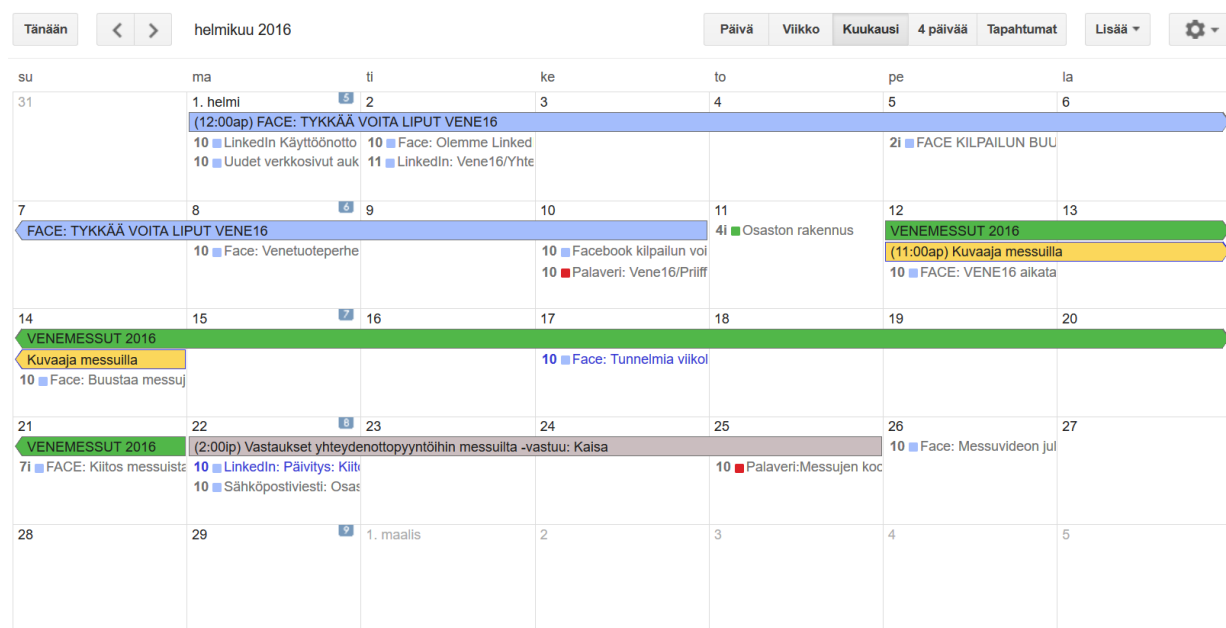 Tänään
helmikuu 2016
Päivä Viikko Kuukausi 4 päivää Tapahtumat Lisää
su ma ti ke to pe la
31 1. helmi 5 2 3 4 5 6
(12:00ap) FACE: TYKKÄÄ VOITA LIPUT VENE16
10 LinkedIn Käyttöönotto 10 Face: Olemme Linked 2i FACE KILPAILUN BUU
10 Uudet verkkosivut auk 11 LinkedIn: Vene16/Yhte
7 8 6 9 10 11 12 13
FACE: TYKKÄÄ VOITA LIPUT VENE16 4i Osaston rakennus VENEMESSUT 2016
10 Face: Venetuoteperhe 10 Facebook kilpailun voi (11:00ap) Kuvaaja messuilla
10 Palaveri: Vene16/Priiff 10 FACE: VENE16 aikata
14 15 7 16 17 18 19 20
VENEMESSUT 2016
Kuvaaja messuilla 10 Face: Tunnelmia viikol
10 Face: Buustaa messuj
21 22 8 23 24 25 26 27
VENEMESSUT 2016 (2:00ip) Vastaukset yhteydenottopyyntöihin messuilta -vastuu: Kaisa 10 Face: Messuvideon jul
7i FACE: Kiitos messuista 10 LinkedIn: Päivitys: Kiito 10 Palaveri:Messujen koo
10 Sähköpostiviesti: Osas
28 29 9 1. maalis 2 3 4 5